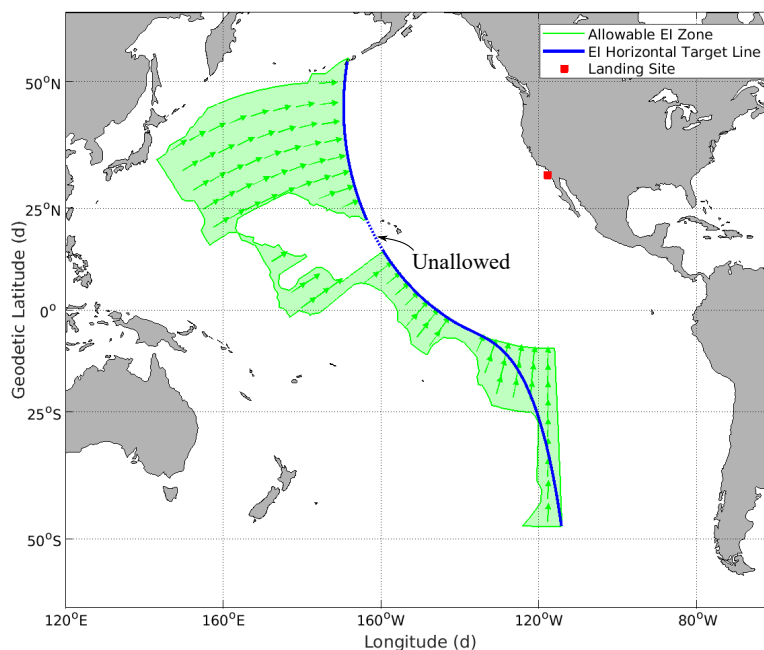 Allowable EI Zone
EI Horizontal Target Line
Landing Site
50°N
25°N
0°
25°S
50°S
Geodetic Latitude (d)
Unallowed
120°E
160°E
160°W
120°W
80°W
Longitude (d)